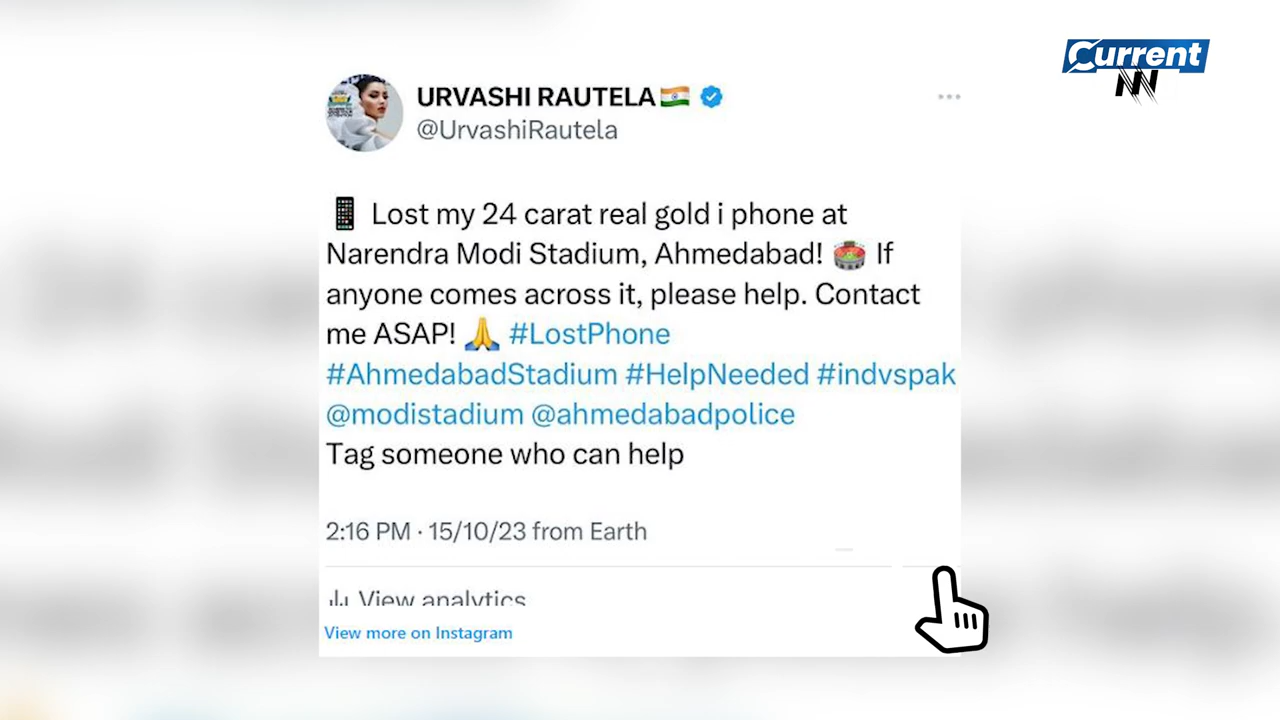 Current
NN
URVASHI RAUTELA🇮🇳
@UrvashiRautela
📱 Lost my 24 carat real gold i phone at
Narendra Modi Stadium, Ahmedabad! 🏟️ If
anyone comes across it, please help. Contact
me ASAP! 🙏 #LostPhone
#AhmedabadStadium #HelpNeeded #indvspak
@modistadium @ahmedabadpolice
Tag someone who can help
2:16 PM · 15/10/23 from Earth
View analytics
View more on Instagram